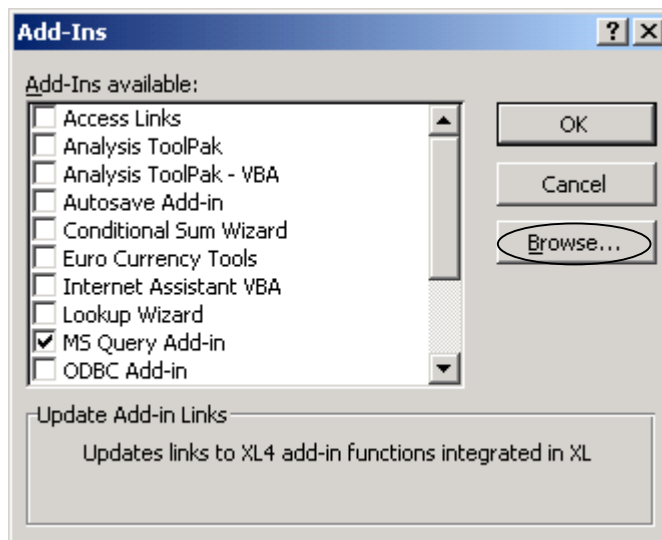 Add-Ins
?
Add-Ins available:
Access Links
Analysis ToolPak
Analysis ToolPak - VBA
Autosave Add-in
Conditional Sum Wizard
Euro Currency Tools
Internet Assistant VBA
Lookup Wizard
MS Query Add-in
ODBC Add-in
OK
Cancel
Browse...
Update Add-in Links
Updates links to XL4 add-in functions integrated in XL